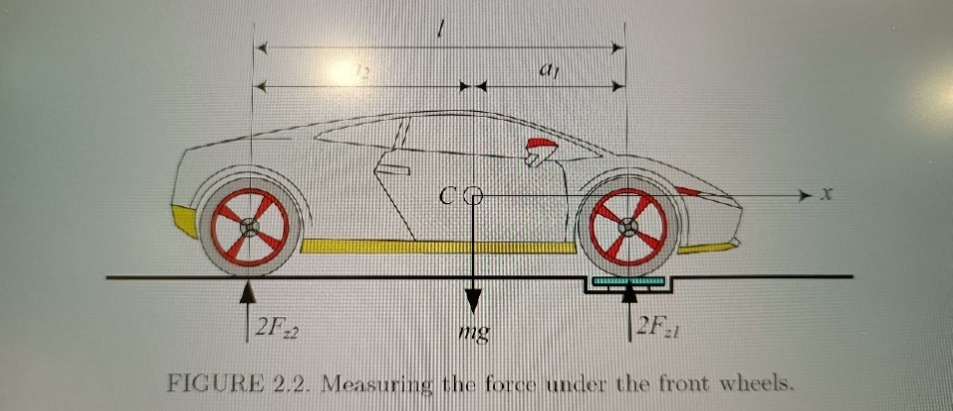 l
a₁
C
x
2F_z2
mg
2F_z1
FIGURE 2.2. Measuring the force under the front wheels.